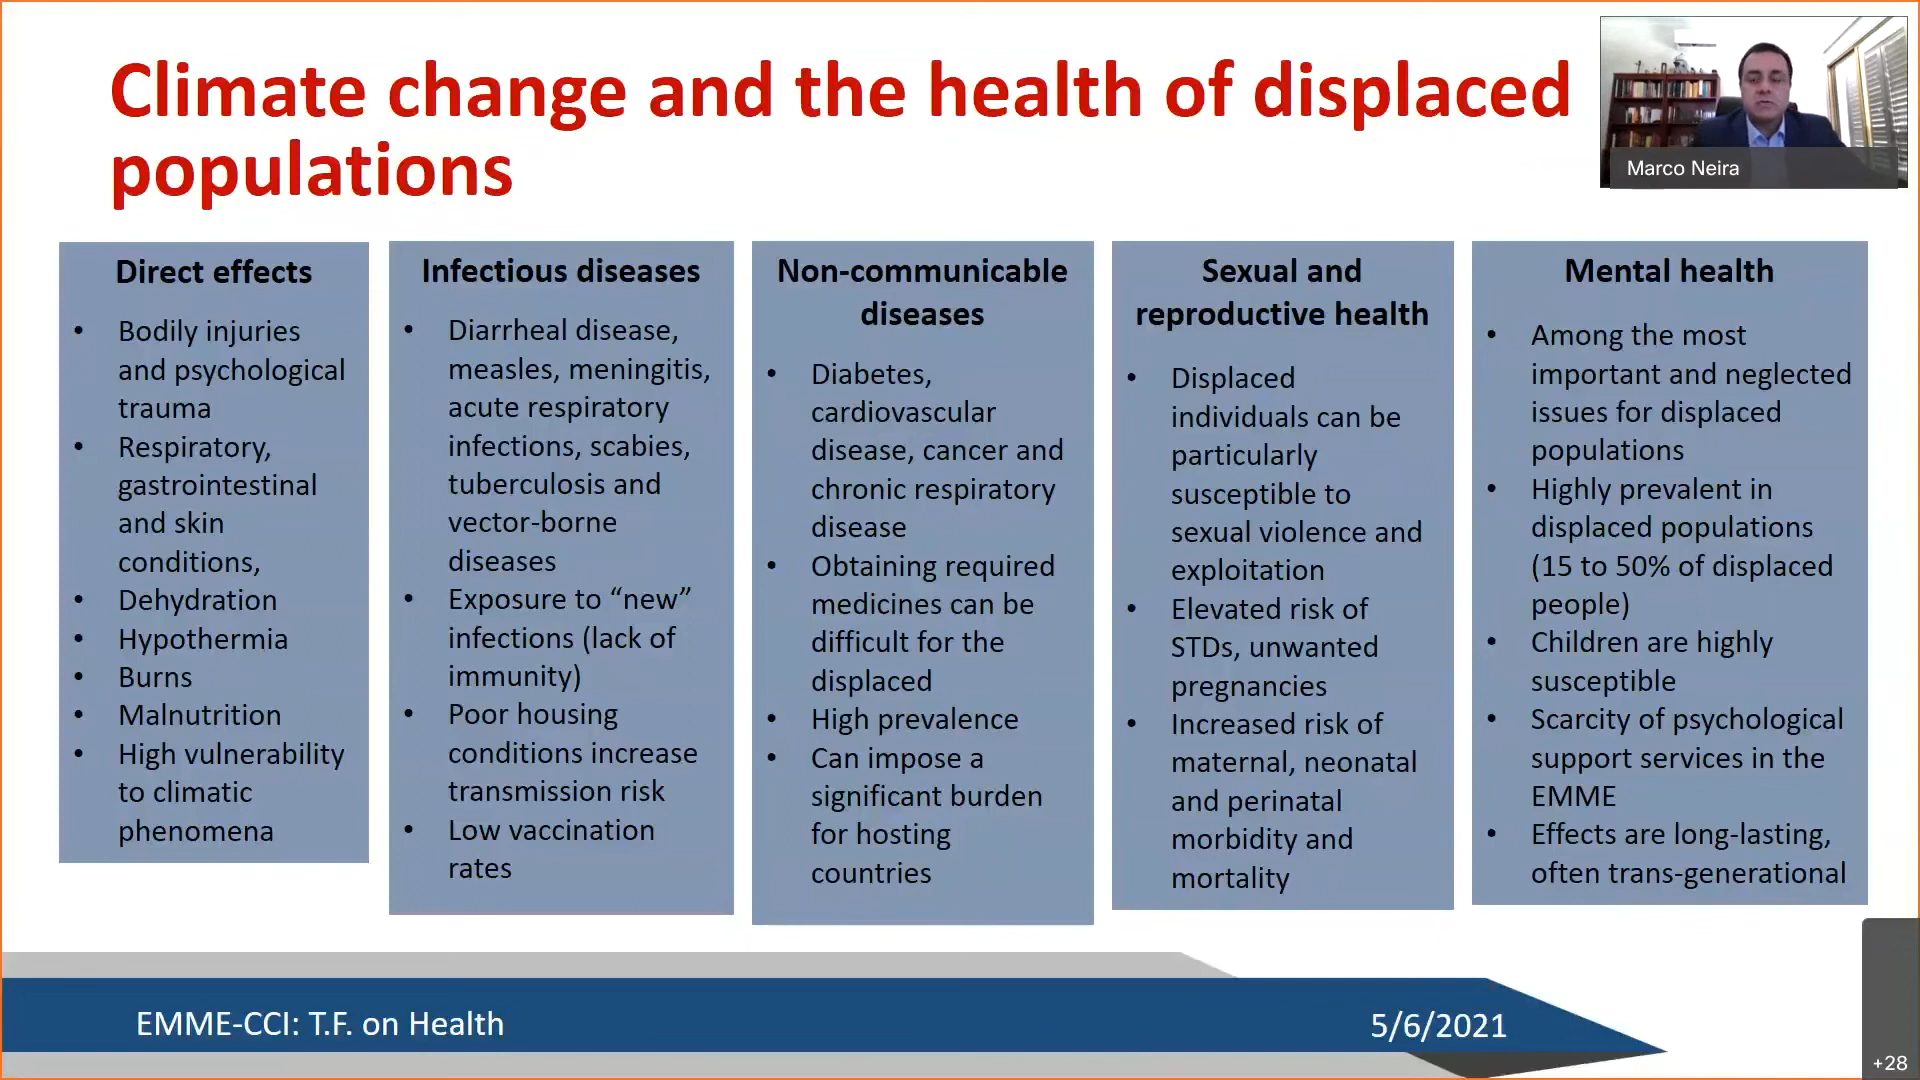 Climate change and the health of displaced
populations
Marco Neira
Direct effects
• Bodily injuries
and psychological
trauma
• Respiratory,
gastrointestinal
and skin
conditions,
• Dehydration
• Hypothermia
• Burns
• Malnutrition
• High vulnerability
to climatic
phenomena
Infectious diseases
• Diarrheal disease,
measles, meningitis,
acute respiratory
infections, scabies,
tuberculosis and
vector-borne
diseases
• Exposure to “new”
infections (lack of
immunity)
• Poor housing
conditions increase
transmission risk
• Low vaccination
rates
Non-communicable
diseases
• Diabetes,
cardiovascular
disease, cancer and
chronic respiratory
disease
• Obtaining required
medicines can be
difficult for the
displaced
• High prevalence
• Can impose a
significant burden
for hosting
countries
Sexual and
reproductive health
• Displaced
individuals can be
particularly
susceptible to
sexual violence and
exploitation
• Elevated risk of
STDs, unwanted
pregnancies
• Increased risk of
maternal, neonatal
and perinatal
morbidity and
mortality
Mental health
• Among the most
important and neglected
issues for displaced
populations
• Highly prevalent in
displaced populations
(15 to 50% of displaced
people)
• Children are highly
susceptible
• Scarcity of psychological
support services in the
EMME
• Effects are long-lasting,
often trans-generational
EMME-CCI: T.F. on Health
5/6/2021
+28